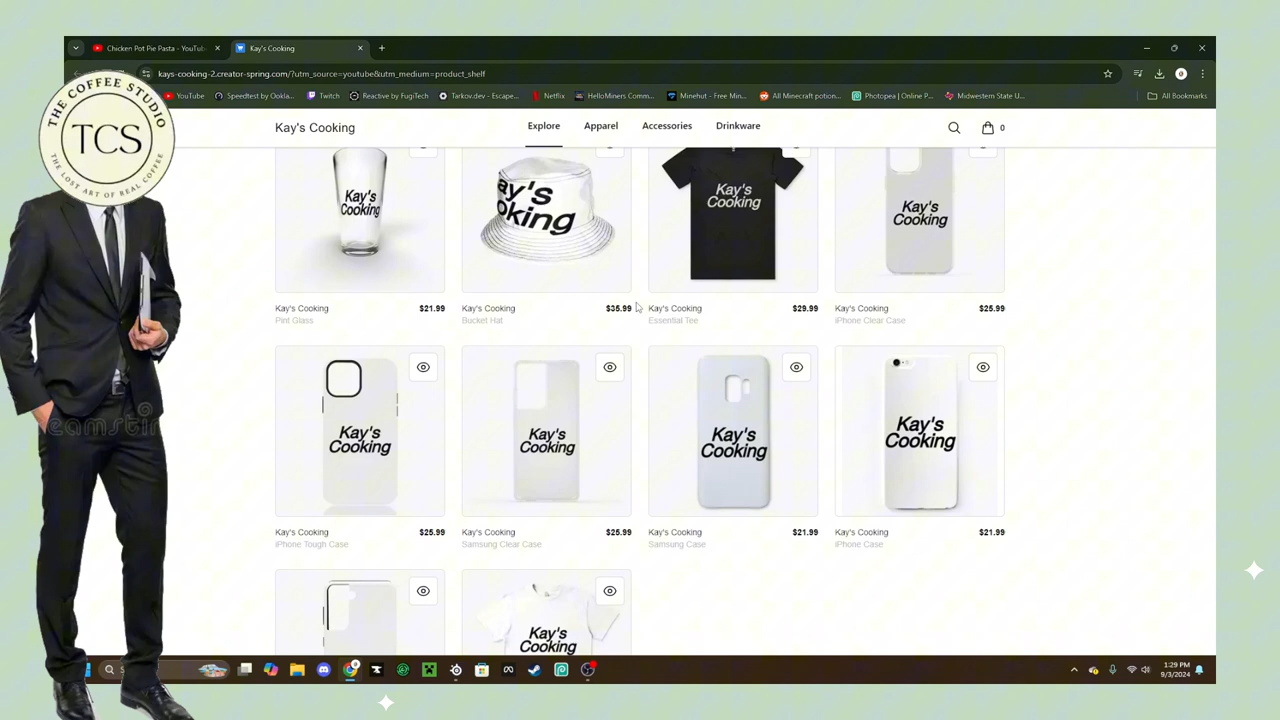 Chicken Pot Pie Pasta - YouTub
Kay's Cooking
kays-cooking-2.creator-spring.com/?utm_source=youtube&utm_medium=product_shelf
YouTube
Speedtest by Ookla...
Twitch
Reactive by FugiTech
Tarkov.dev - Escape...
Netflix
HelloMiners Comm...
Minehut - Free Min...
All Minecraft potion...
Photopea | Online P...
Midwestern State U...
All Bookmarks
THE COFFEE STUDIO
TCS
THE LOST ART OF REAL COFFEE
Kay's Cooking
Explore
Apparel
Accessories
Drinkware
0
Kay's
Cooking
ay's
oking
Kay's
Cooking
Kay's
Cooking
Kay's Cooking
$21.99
Pint Glass
Kay's Cooking
$35.99
Bucket Hat
Kay's Cooking
$29.99
Essential Tee
Kay's Cooking
$25.99
iPhone Clear Case
Kay's
Cooking
Kay's
Cooking
Kay's
Cooking
Kay's
Cooking
Kay's Cooking
$25.99
iPhone Tough Case
Kay's Cooking
$25.99
Samsung Clear Case
Kay's Cooking
$21.99
Samsung Case
Kay's Cooking
$21.99
iPhone Case
Kay's
Cooking
eamstim
S
1:29 PM
9/3/2024